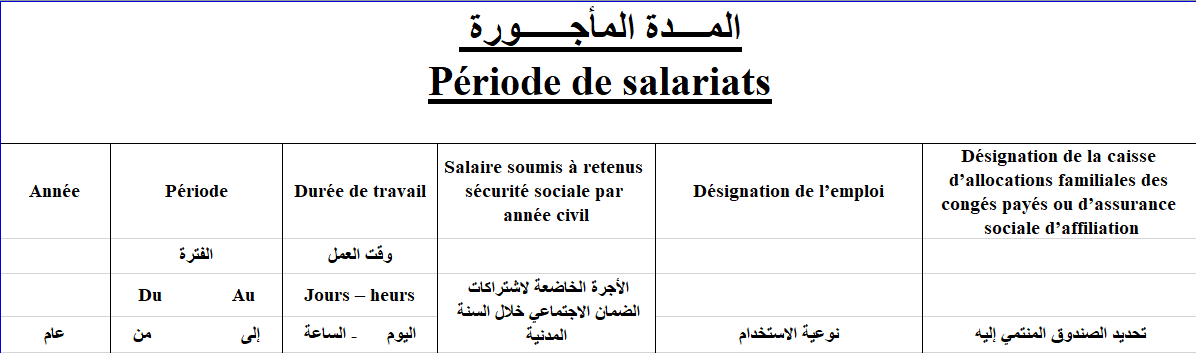 المـــدة المأجـــــورة
Période de salariats
Année
Période
Durée de travail
Salaire soumis à retenus
sécurité sociale par
année civil
Désignation de l’emploi
Désignation de la caisse
d’allocations familiales des
congés payés ou d’assurance
sociale d’affiliation
الفترة
وقت العمل
Du Au
Jours – heurs
الأجرة الخاضعة لاشتراكات
الضمان الاجتماعي خلال السنة
المدنية
عام
من إلى
اليوم - الساعة
نوعية الاستخدام
تحديد الصندوق المنتمي إليه